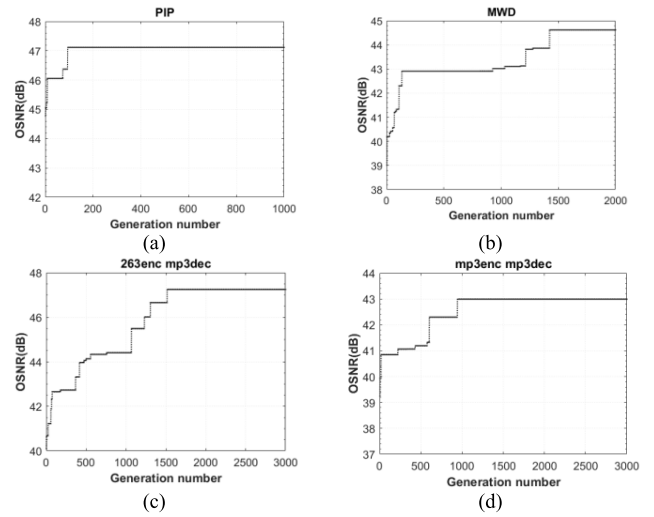 PIP
48
47
46
45
44
43
42
OSNR(dB)
0 200 400 600 800 1000
Generation number
(a)
MWD
45
44
43
42
41
40
39
38
OSNR(dB)
0 500 1000 1500 2000
Generation number
(b)
263enc mp3dec
48
46
44
42
40
OSNR(dB)
0 500 1000 1500 2000 2500 3000
Generation number
(c)
mp3enc mp3dec
44
43
42
41
40
39
38
37
OSNR(dB)
0 500 1000 1500 2000 2500 3000
Generation number
(d)